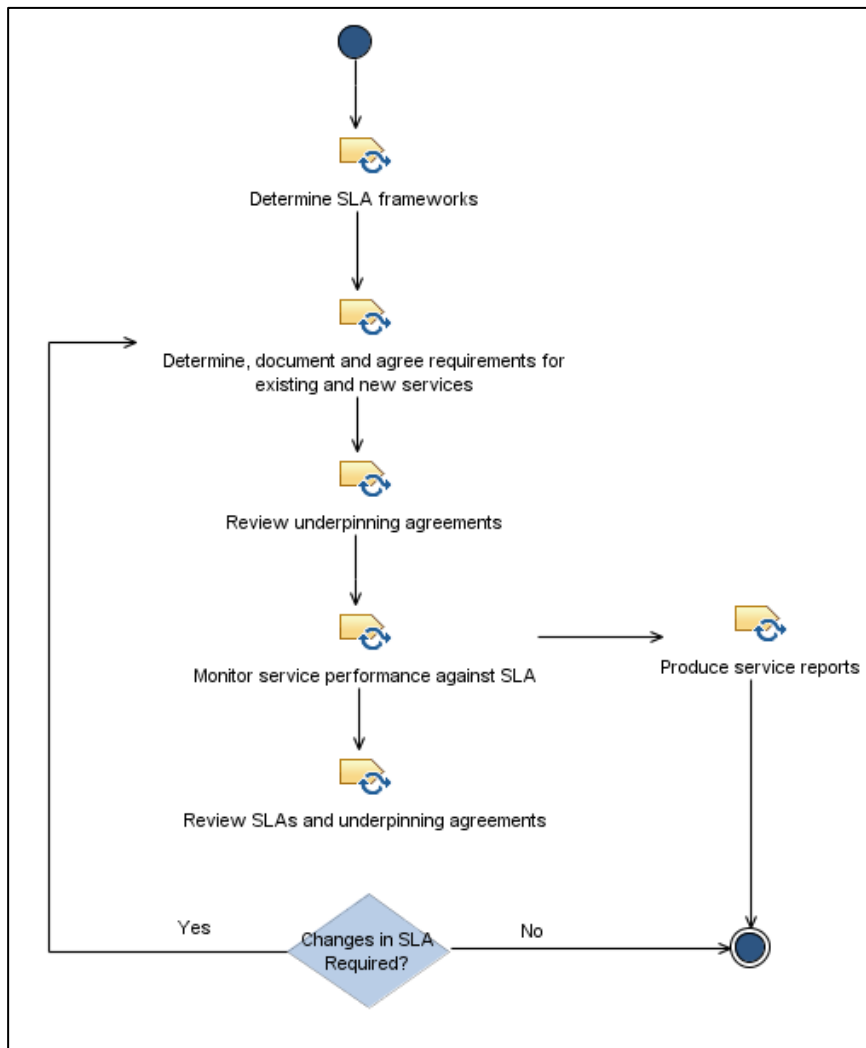 Determine SLA frameworks
Determine, document and agree requirements for
existing and new services
Review underpinning agreements
Monitor service performance against SLA
Produce service reports
Review SLAs and underpinning agreements
Yes
Changes in SLA
Required?
No